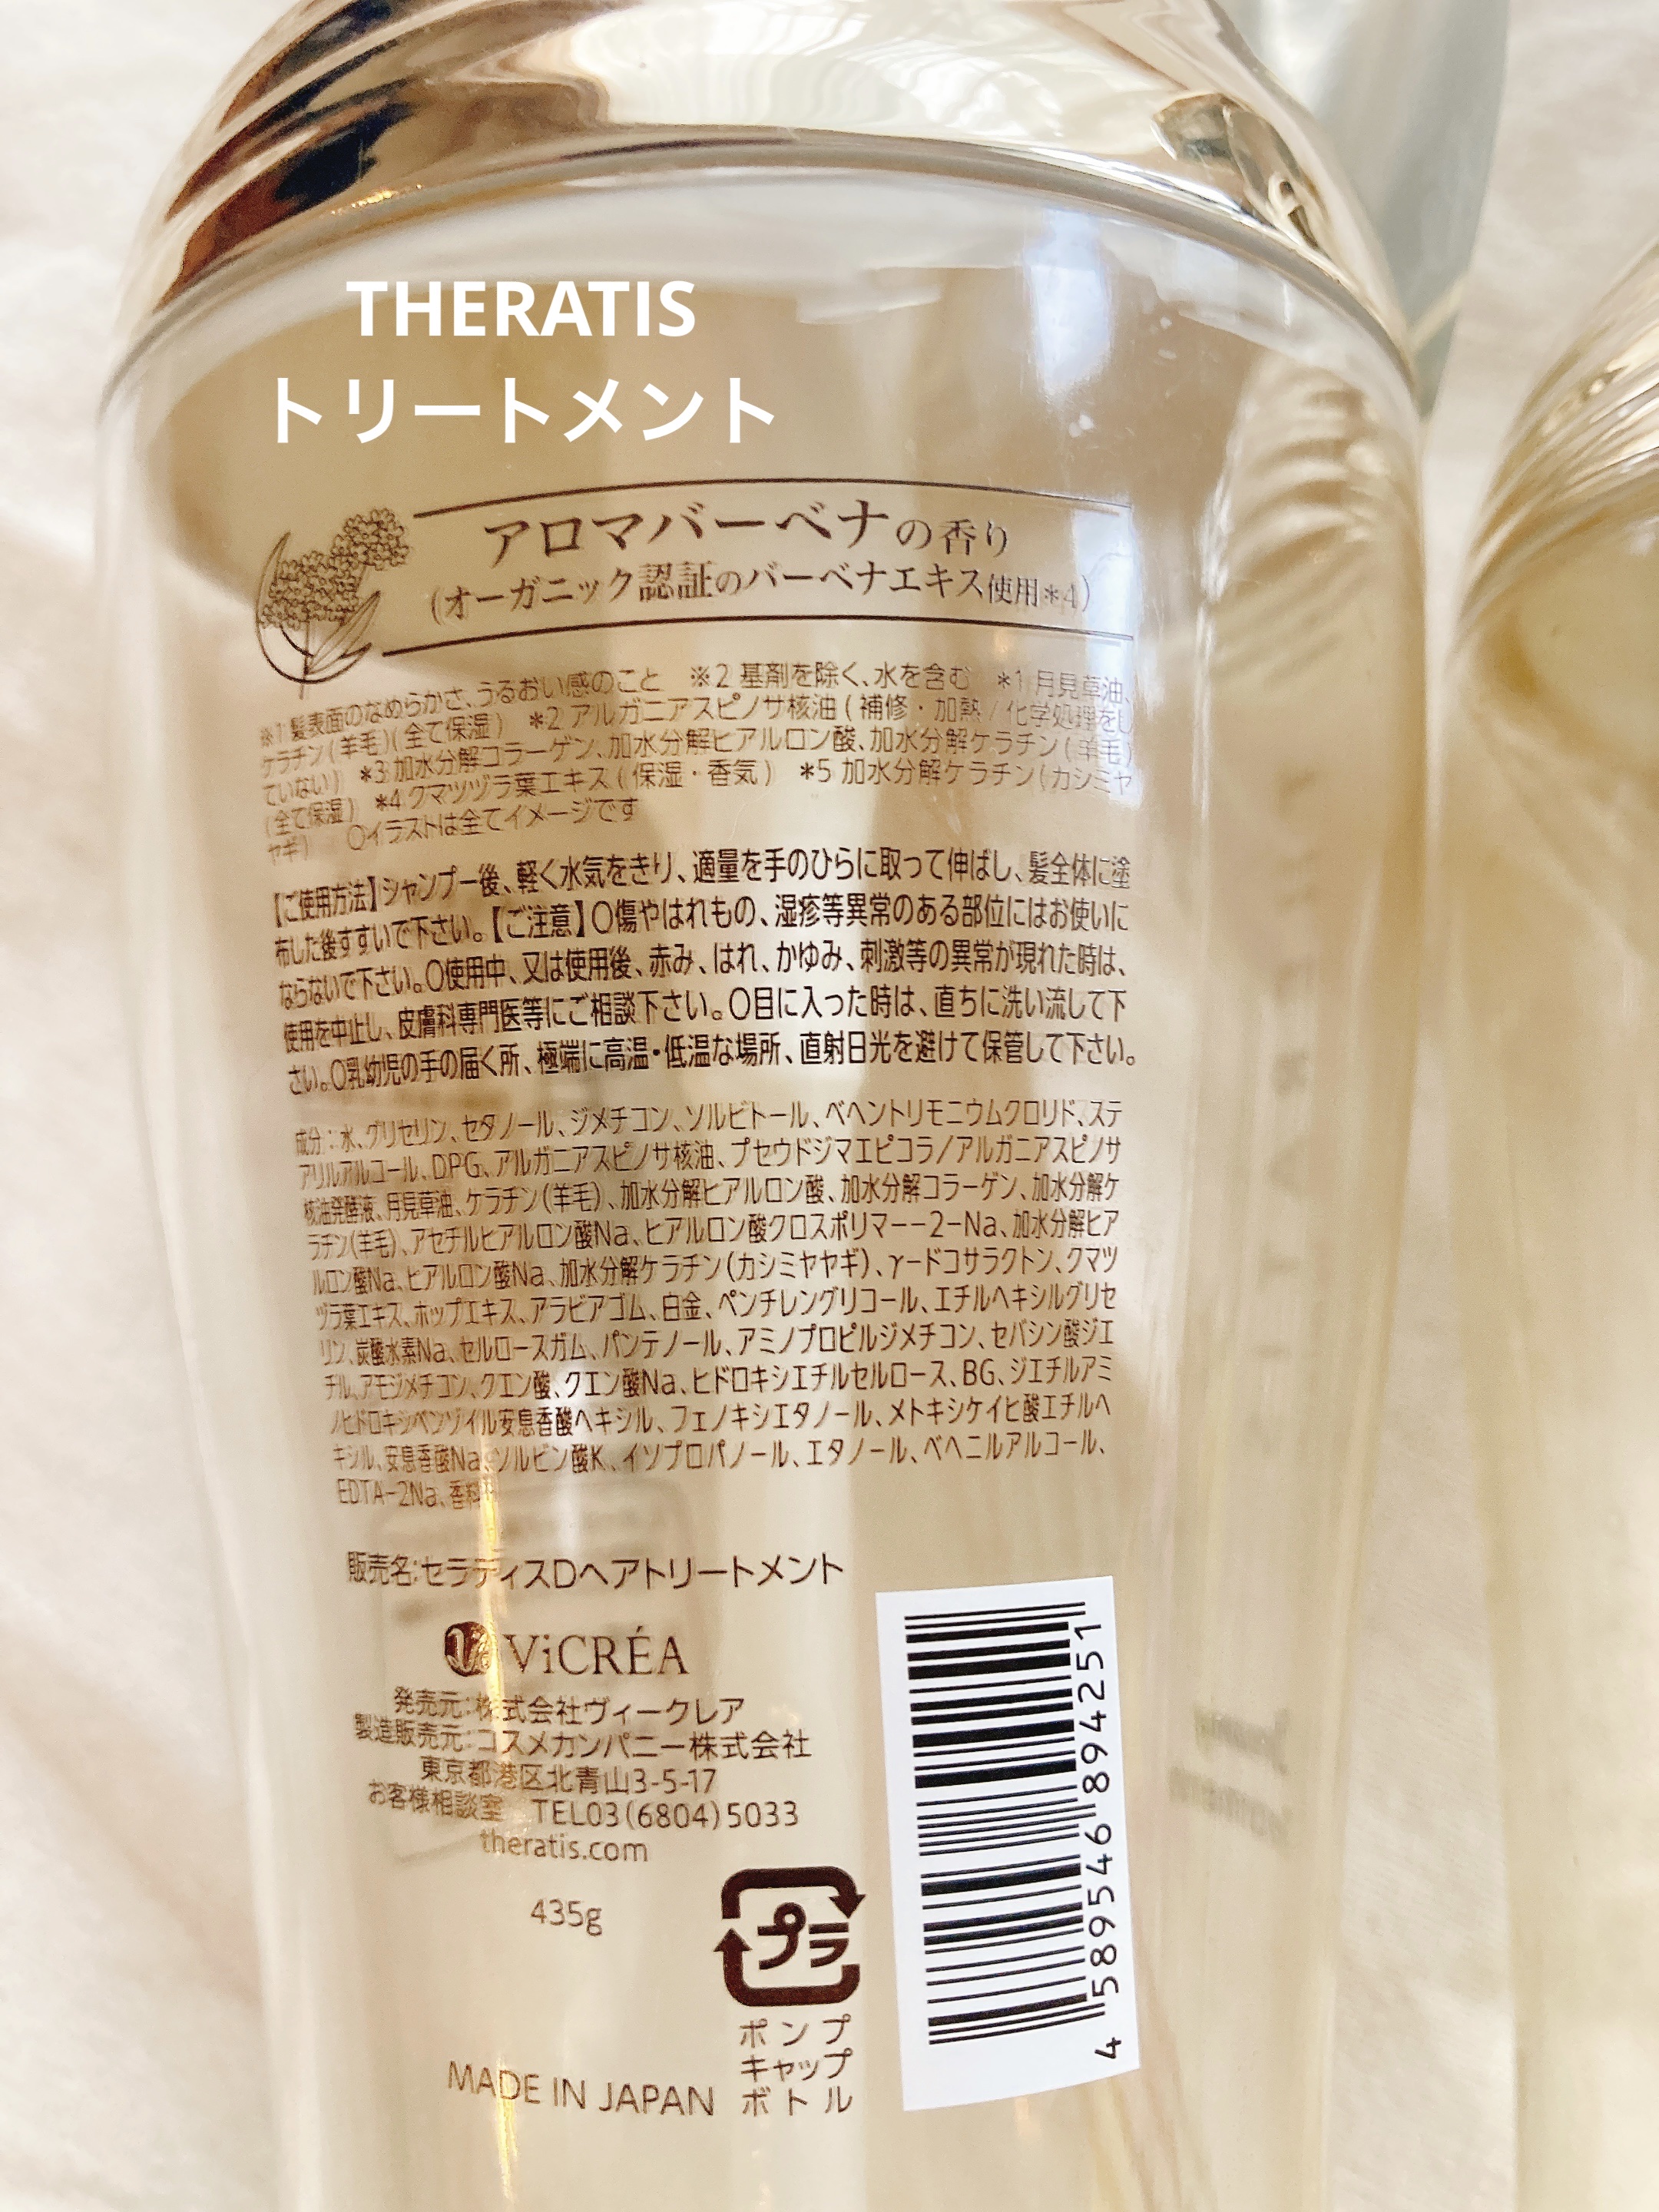 THERATIS
トリートメント
アロマバーベナの香り
(オーガニック認証のバーベナエキス使用*4)
※1 髪表面のなめらかさ、うるおい感のこと ※2 基剤を除く、水を含む *1 月見草油、
ケラチン(羊毛)(全て保湿) *2 アルガニアスピノサ核油(補修・加熱/化学処理をし
ていない) *3 加水分解コラーゲン、加水分解ヒアルロン酸、加水分解ケラチン(羊毛)
(全て保湿) *4 クマツヅラ葉エキス(保湿・香気) *5 加水分解ケラチン(カシミヤ
ヤギ) ○イラストは全てイメージです
【ご使用方法】シャンプー後、軽く水気をきり、適量を手のひらに取って伸ばし、髪全体に塗
布した後すすいで下さい。【ご注意】○傷やはれもの、湿疹等異常のある部位にはお使いに
ならないで下さい。○使用中、又は使用後、赤み、はれ、かゆみ、刺激等の異常が現れた時は、
使用を中止し、皮膚科専門医等にご相談下さい。○目に入った時は、直ちに洗い流して下
さい。○乳幼児の手の届く所、極端に高温・低温な場所、直射日光を避けて保管して下さい。
成分:水、グリセリン、セタノール、ジメチコン、ソルビトール、ベヘントリモニウムクロリド、ステ
アリルアルコール、DPG、アルガニアスピノサ核油、プセウドジマエピコラ/アルガニアスピノサ
核油発酵液、月見草油、ケラチン(羊毛)、加水分解ヒアルロン酸、加水分解コラーゲン、加水分解ケ
ラチン(羊毛)、アセチルヒアルロン酸Na、ヒアルロン酸クロスポリマー-2-Na、加水分解ヒア
ルロン酸Na、ヒアルロン酸Na、加水分解ケラチン(カシミヤヤギ)、γ-ドコサラクトン、クマツ
ヅラ葉エキス、ホップエキス、アラビアゴム、白金、ペンチレングリコール、エチルヘキシルグリセ
リン、炭酸水素Na、セルロースガム、パンテノール、アミノプロピルジメチコン、セバシン酸ジエ
チル、アモジメチコン、クエン酸、クエン酸Na、ヒドロキシエチルセルロース、BG、ジエチルアミ
ノヒドロキシベンゾイル安息香酸ヘキシル、フェノキシエタノール、メトキシケイヒ酸エチルヘ
キシル、安息香酸Na、ソルビン酸K、イソプロパノール、エタノール、ベヘニルアルコール、
EDTA-2Na、香料
販売名:セラティスDヘアトリートメント
ViCRÉA
発売元:株式会社ヴィークレア
製造販売元:コスメカンパニー株式会社
東京都港区北青山3-5-17
お客様相談室 TEL03(6804)5033
theratis.com
435g
プラ
ポンプ
キャップ
ボトル
MADE IN JAPAN
4 589546 894251